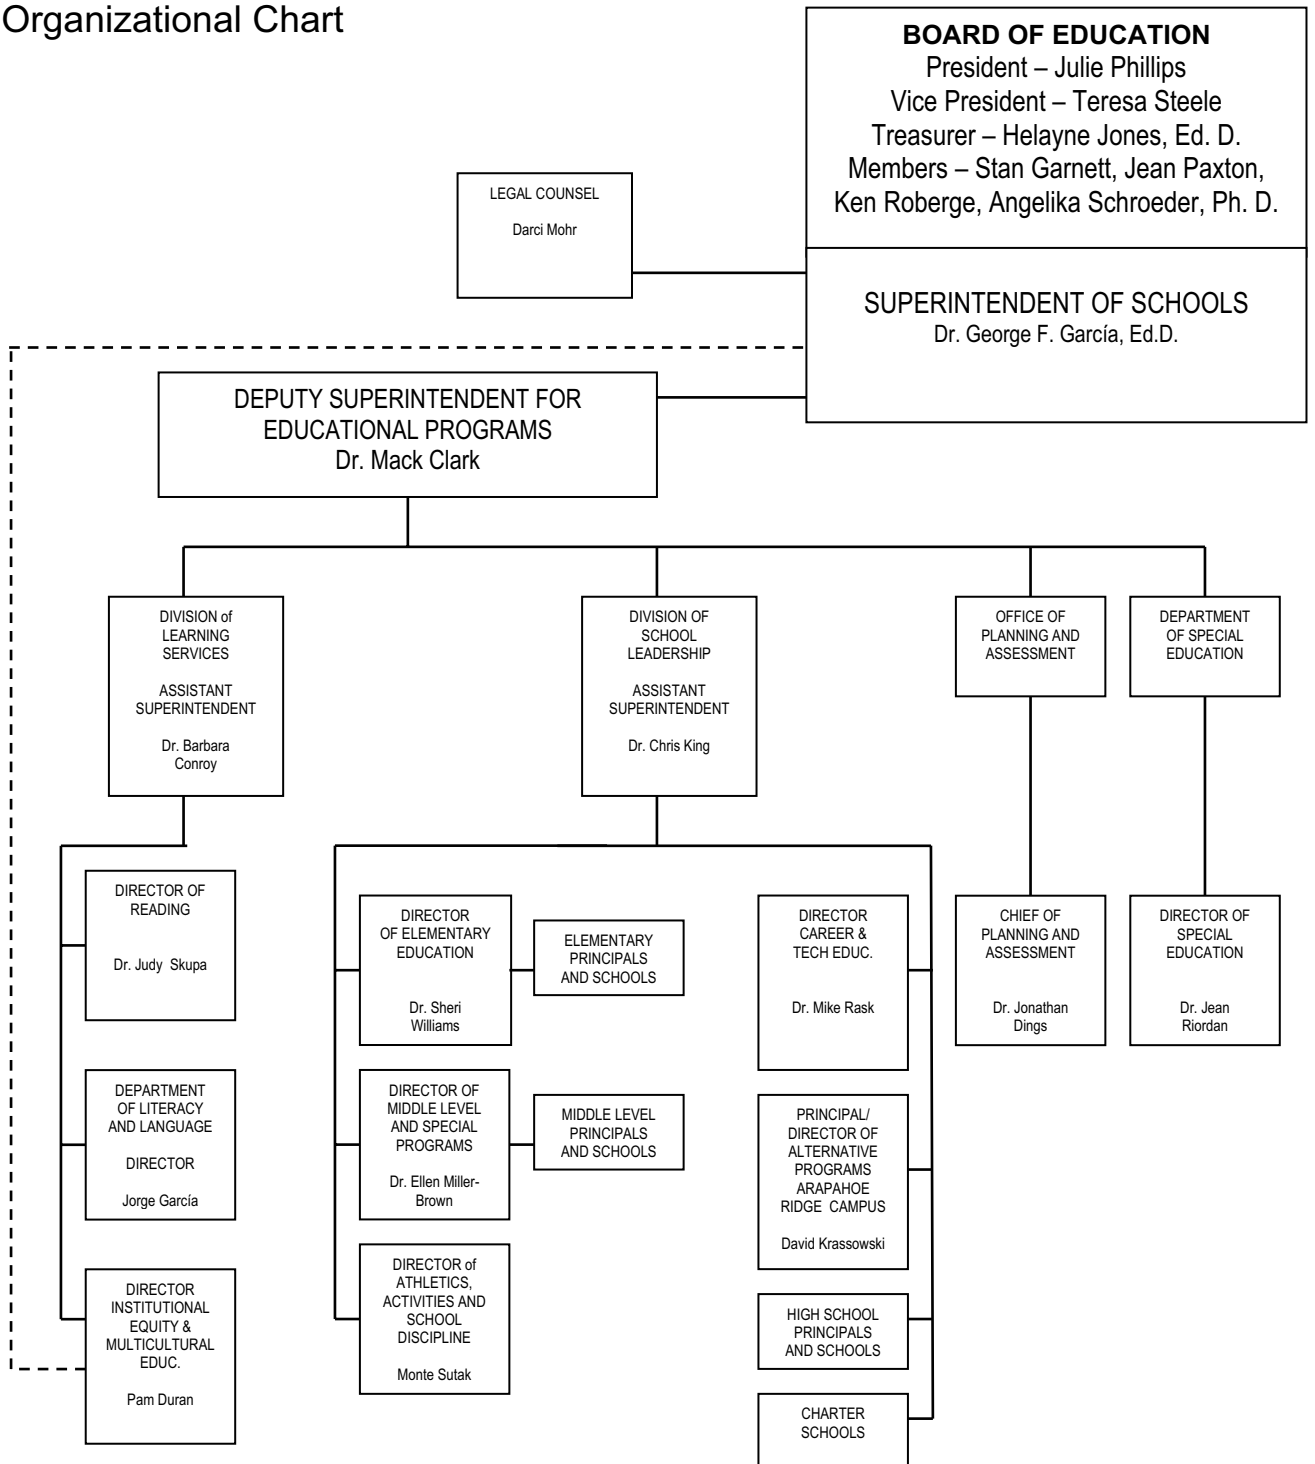 Organizational Chart
BOARD OF EDUCATION
President – Julie Phillips
Vice President – Teresa Steele
Treasurer – Helayne Jones, Ed. D.
Members – Stan Garnett, Jean Paxton,
Ken Roberge, Angelika Schroeder, Ph. D.
LEGAL COUNSEL
Darci Mohr
SUPERINTENDENT OF SCHOOLS
Dr. George F. García, Ed.D.
DEPUTY SUPERINTENDENT FOR
EDUCATIONAL PROGRAMS
Dr. Mack Clark
DIVISION of
LEARNING
SERVICES
ASSISTANT
SUPERINTENDENT
Dr. Barbara
Conroy
DIVISION OF
SCHOOL
LEADERSHIP
ASSISTANT
SUPERINTENDENT
Dr. Chris King
OFFICE OF
PLANNING AND
ASSESSMENT
DEPARTMENT
OF SPECIAL
EDUCATION
DIRECTOR OF
READING
Dr. Judy Skupa
DEPARTMENT
OF LITERACY
AND LANGUAGE
DIRECTOR
Jorge García
DIRECTOR
INSTITUTIONAL
EQUITY &
MULTICULTURAL
EDUC.
Pam Duran
DIRECTOR
OF ELEMENTARY
EDUCATION
Dr. Sheri
Williams
ELEMENTARY
PRINCIPALS
AND SCHOOLS
DIRECTOR OF
MIDDLE LEVEL
AND SPECIAL
PROGRAMS
Dr. Ellen Miller-
Brown
MIDDLE LEVEL
PRINCIPALS
AND SCHOOLS
DIRECTOR of
ATHLETICS,
ACTIVITIES AND
SCHOOL
DISCIPLINE
Monte Sutak
DIRECTOR
CAREER &
TECH EDUC.
Dr. Mike Rask
PRINCIPAL/
DIRECTOR OF
ALTERNATIVE
PROGRAMS
ARAPAHOE
RIDGE CAMPUS
David Krassowski
HIGH SCHOOL
PRINCIPALS
AND SCHOOLS
CHARTER
SCHOOLS
CHIEF OF
PLANNING AND
ASSESSMENT
Dr. Jonathan
Dings
DIRECTOR OF
SPECIAL
EDUCATION
Dr. Jean
Riordan